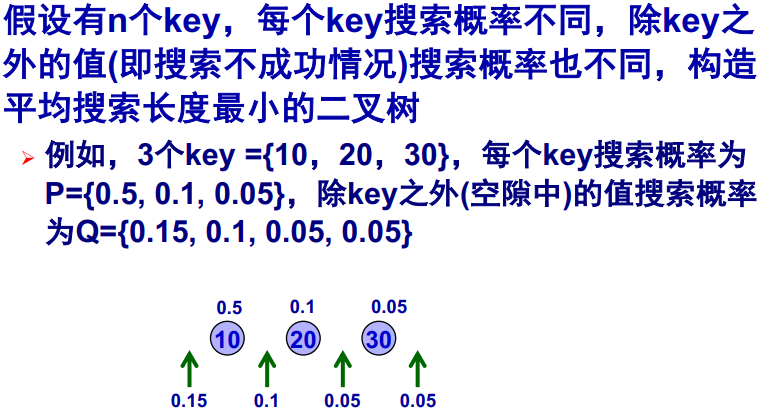 假设有n个key，每个key搜索概率不同，除key之
外的值(即搜索不成功情况)搜索概率也不同，构造
平均搜索长度最小的二叉树
例如，3个key ={10，20，30}，每个key搜索概率为
P={0.5, 0.1, 0.05}，除key之外(空隙中)的值搜索概率
为Q={0.15, 0.1, 0.05, 0.05}
0.5 0.1 0.05
10 20 30
0.15 0.1 0.05 0.05